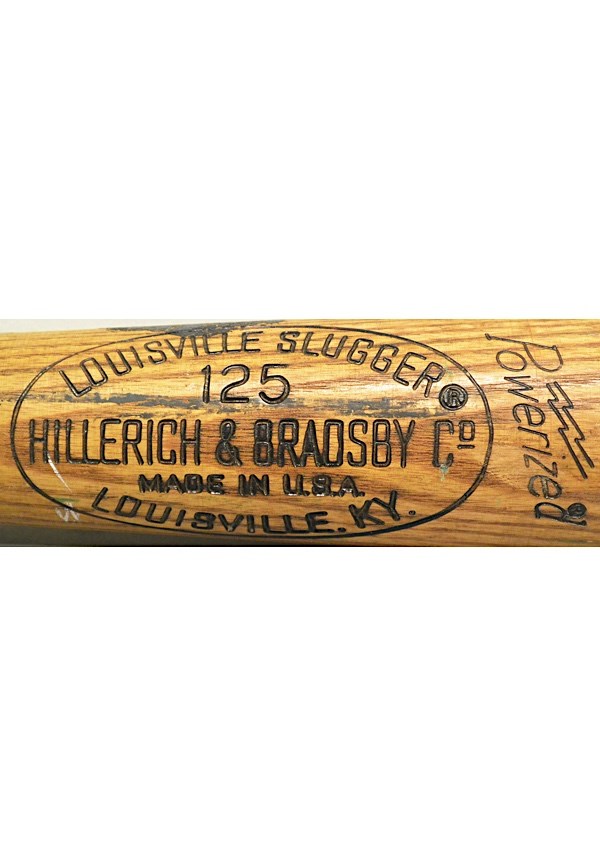 LOUISVILLE SLUGGER®
125
HILLERICH & BRADSBY Co
MADE IN U.S.A.
LOUISVILLE, KY.
Powerized®